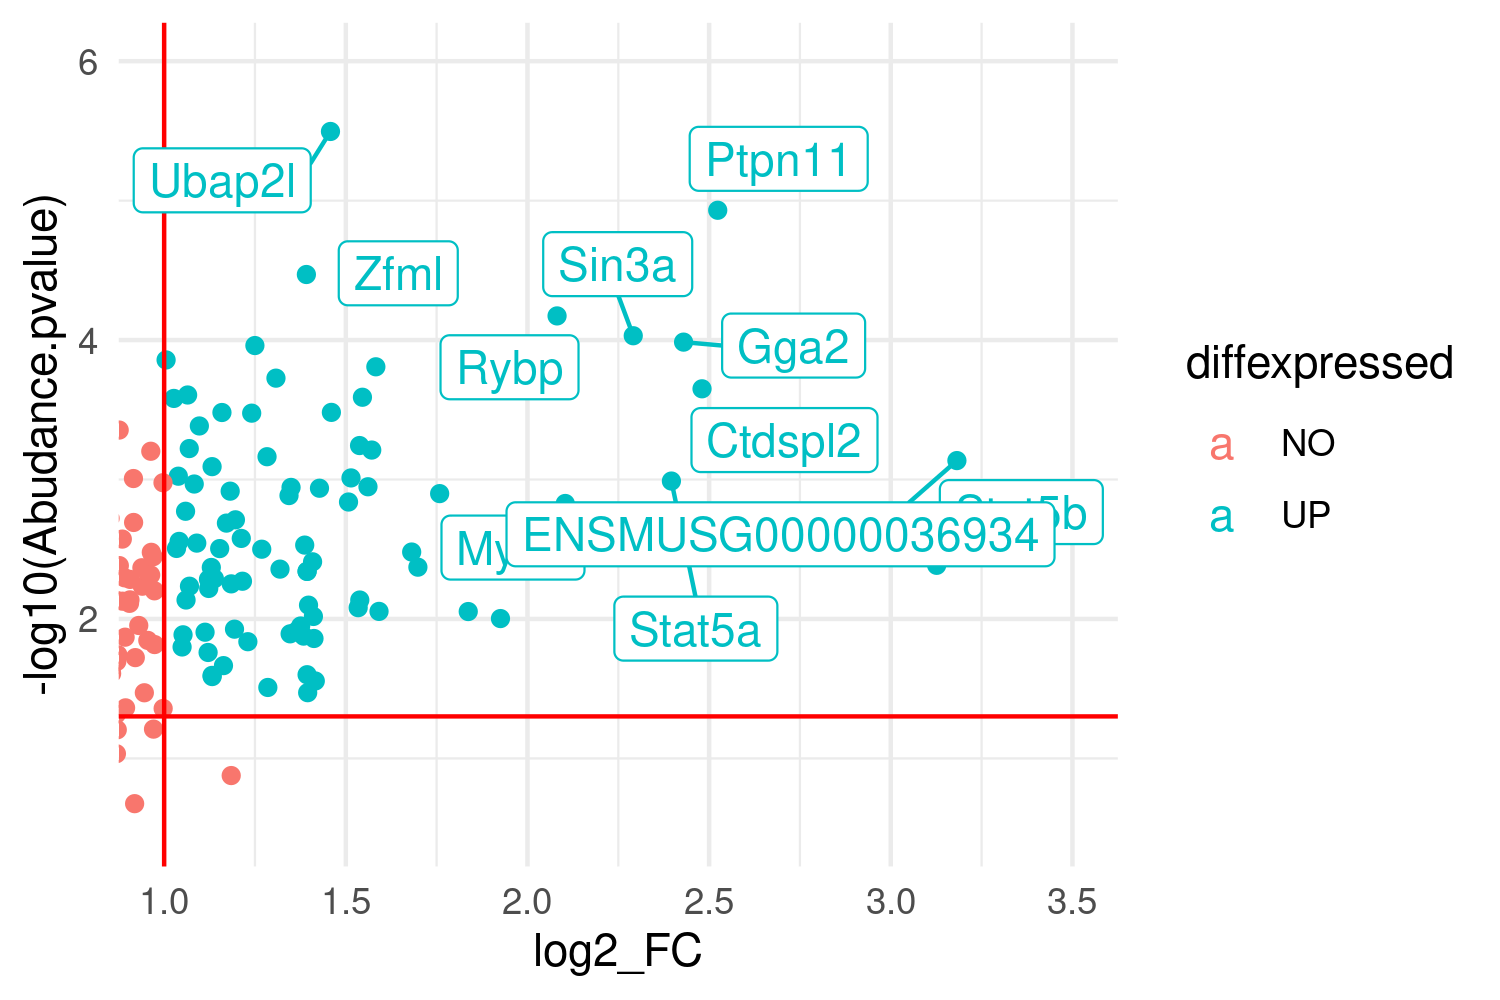 6
4
2
-log10(Abudance.pvalue)
Ubap2l
Ptpn11
Zfml
Sin3a
Rybp
Gga2
Ctdspl2
ENSMUSG00000036934
Stat5a
1.0
1.5
2.0
2.5
3.0
3.5
log2_FC
diffexpressed
a NO
a UP